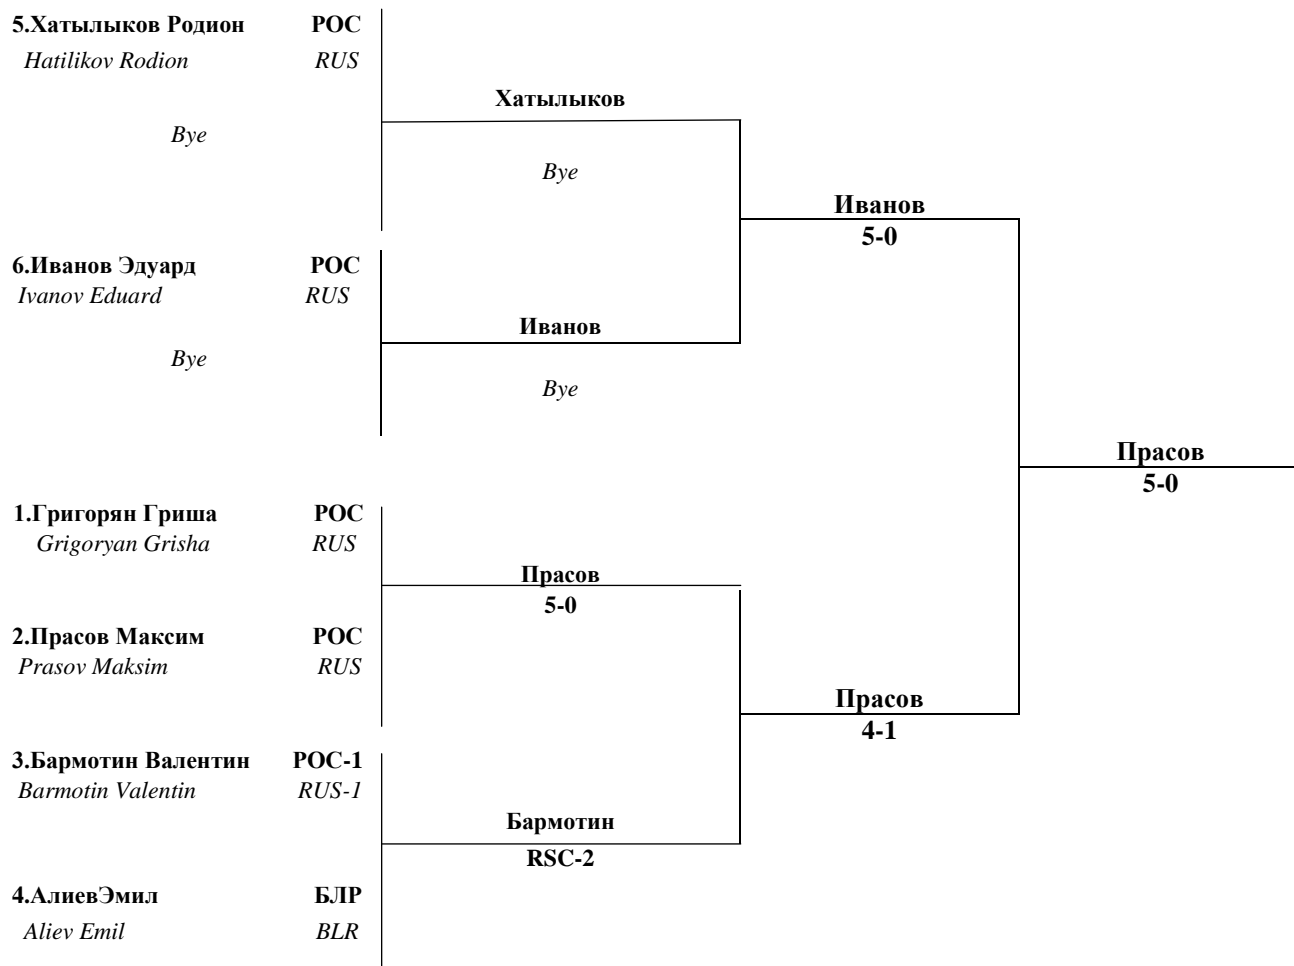 5.Хатылыков Родион РОС
Hatilikov Rodion RUS
Хатылыков
Bye
Bye
Иванов
5-0
6.Иванов Эдуард РОС
Ivanov Eduard RUS
Иванов
Bye
Bye
Прасов
5-0
1.Григорян Гриша РОС
Grigoryan Grisha RUS
Прасов
5-0
2.Прасов Максим РОС
Prasov Maksim RUS
Прасов
4-1
3.Бармотин Валентин РОС-1
Barmotin Valentin RUS-1
Бармотин
RSC-2
4.АлиевЭмил БЛР
Aliev Emil BLR